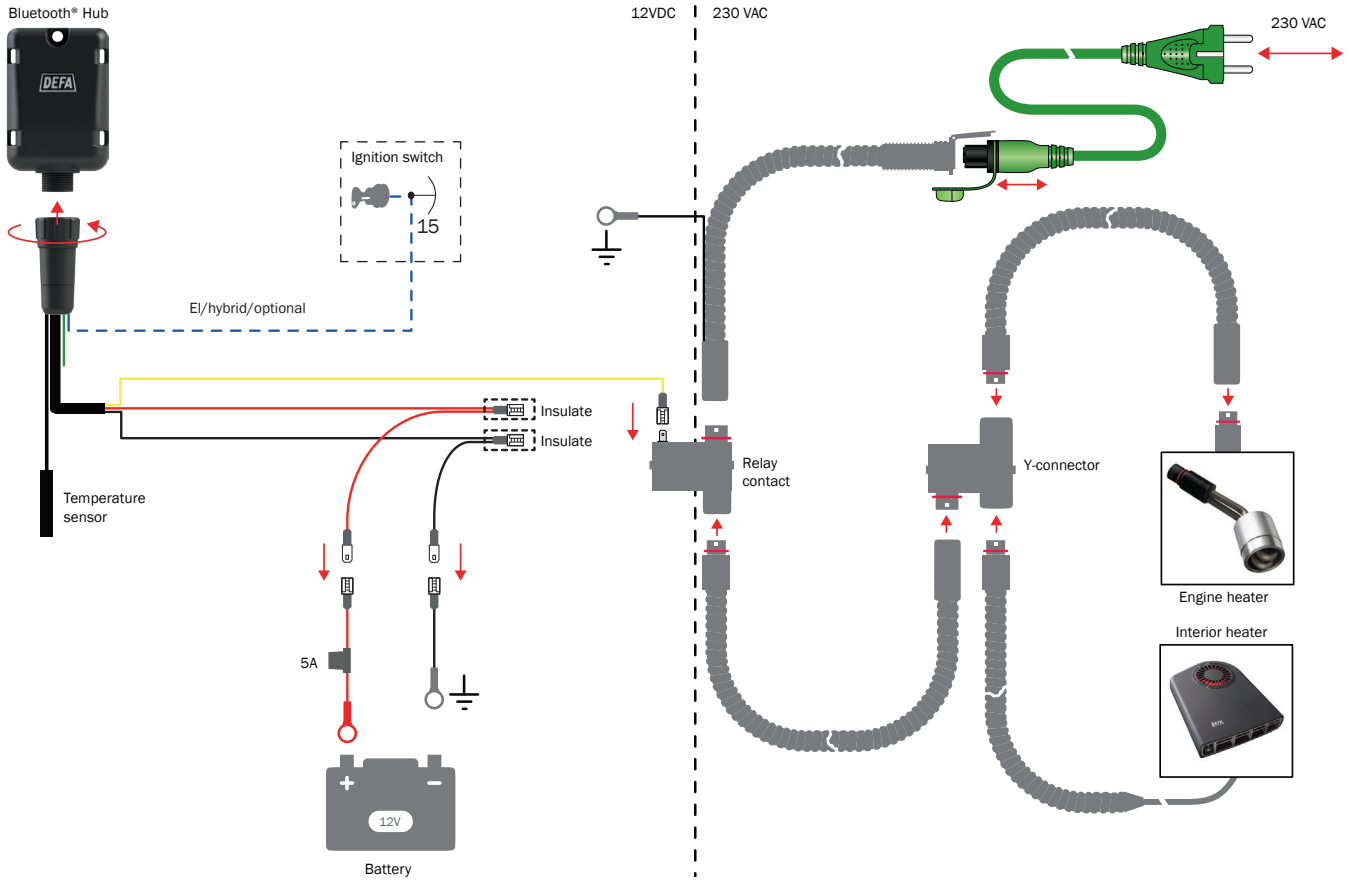 Bluetooth® Hub
12VDC
230 VAC
230 VAC
DEFA
Ignition switch
15
El/hybrid/optional
Insulate
Insulate
Relay
contact
Y-connector
Temperature
sensor
Engine heater
Interior heater
5A
DEFA
+ −
12V
Battery